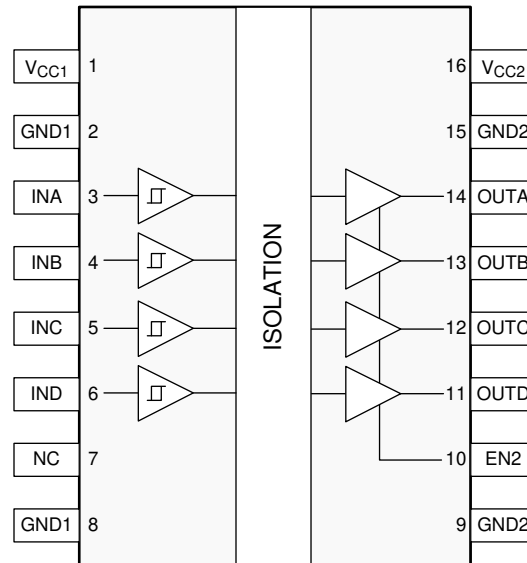 VCC1 1 16 VCC2
GND1 2 15 GND2
INA 3 14 OUTA
INB 4 13 OUTB
INC 5 12 OUTC
IND 6 11 OUTD
NC 7 10 EN2
GND1 8 9 GND2
ISOLATION